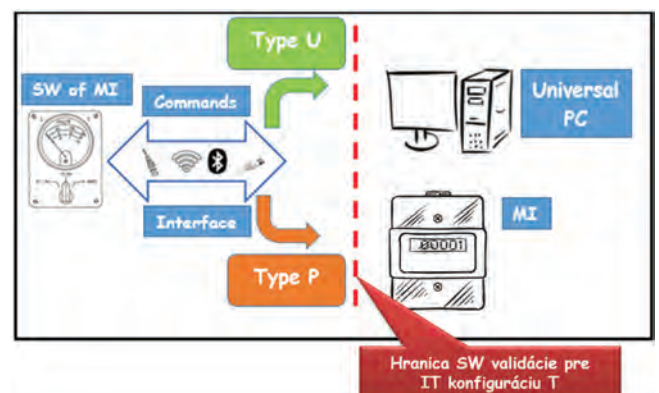 Type U
SW of MI
Commands
Interface
Type P
Universal
PC
MI
00001
Hranica SW validácie pre
IT konfiguráciu T